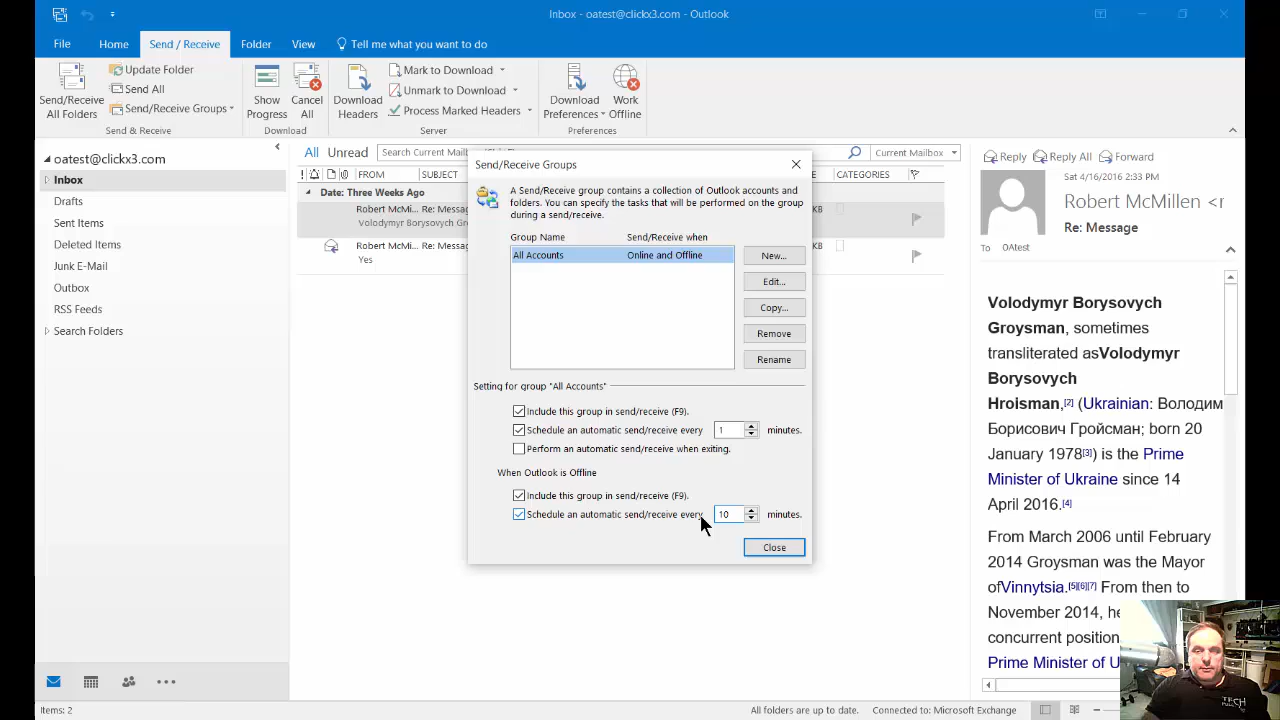 Inbox - oatest@clickx3.com - Outlook
File Home Send / Receive Folder View Tell me what you want to do
Send/Receive
All Folders
Update Folder
Send All
Send/Receive Groups
Send & Receive
Show
Progress
Cancel
All
Download
Download
Headers
Mark to Download
Unmark to Download
Process Marked Headers
Server
Download
Preferences
Work
Offline
Preferences
oatest@clickx3.com
Inbox
Drafts
Sent Items
Deleted Items
Junk E-Mail
Outbox
RSS Feeds
Search Folders
All Unread Search Current Current Mailbox
FROM SUBJECT CATEGORIES
Date: Three Weeks Ago
Robert McMi... Re: Message KB
Volodymyr Borysovych
Robert McMi... Re: Message KB
Yes
Send/Receive Groups
A Send/Receive group contains a collection of Outlook accounts and
folders. You can specify the tasks that will be performed on the group
during a send/receive.
Group Name Send/Receive when
All Accounts Online and Offline
New...
Edit...
Copy...
Remove
Rename
Setting for group "All Accounts"
Include this group in send/receive (F9).
Schedule an automatic send/receive every 1 minutes.
Perform an automatic send/receive when exiting.
When Outlook is Offline
Include this group in send/receive (F9).
Schedule an automatic send/receive every 10 minutes.
Close
Reply Reply All Forward
Sat 4/16/2016 2:33 PM
Robert McMillen <r
Re: Message
To OAtest
Volodymyr Borysovych
Groysman, sometimes
transliterated asVolodymyr
Borysovych
Hroisman,[2] (Ukrainian: Володим
Борисович Гройсман; born 20
January 1978[3]) is the Prime
Minister of Ukraine since 14
April 2016.[4]
From March 2006 until February
2014 Groysman was the Mayor
ofVinnytsia.[5][6][7] From then to
November 2014, he
concurrent position
Prime Minister of U
TECH
Items: 2 All folders are up to date. Connected to: Microsoft Exchange